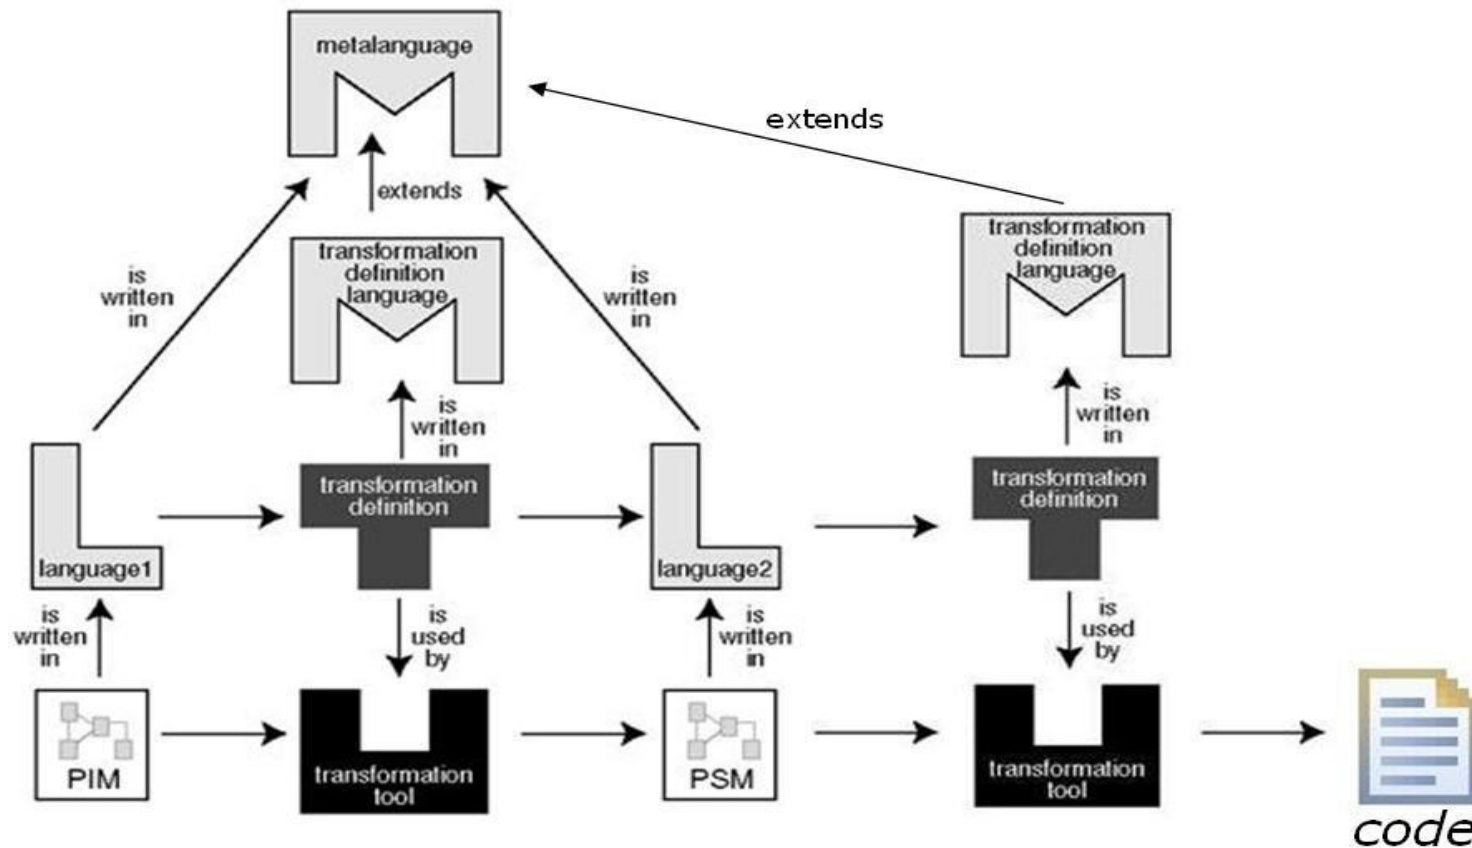 metalanguage
extends
extends
transformation
definition
language
transformation
definition
language
is
written
in
is
written
in
is
written
in
is
written
in
transformation
definition
transformation
definition
language1
language2
is
written
in
is
used
by
is
written
in
is
used
by
PIM
transformation
tool
PSM
transformation
tool
code